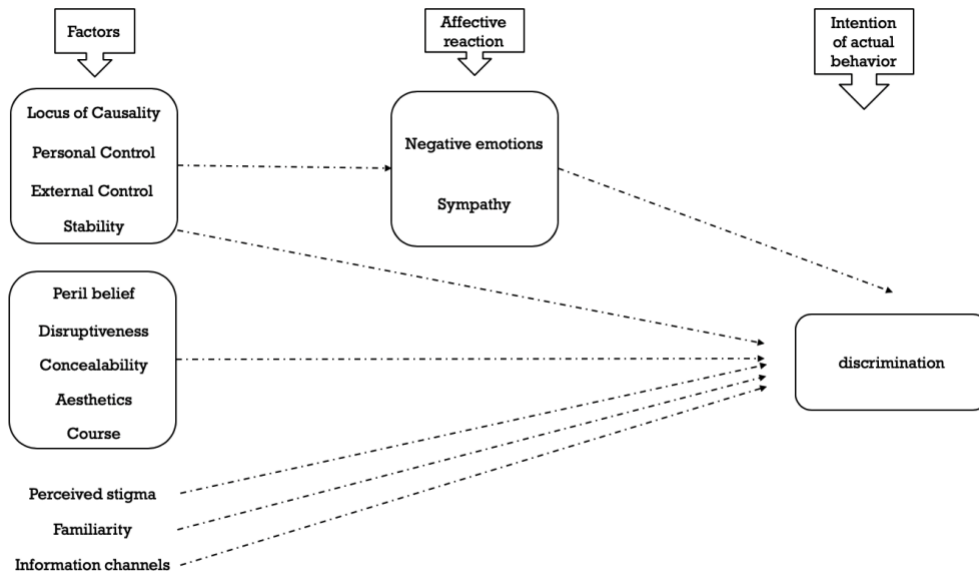 Factors
Affective
reaction
Intention
of actual
behavior
Locus of Causality
Personal Control
External Control
Stability
Negative emotions
Sympathy
Peril belief
Disruptiveness
Concealability
Aesthetics
Course
discrimination
Perceived stigma
Familiarity
Information channels